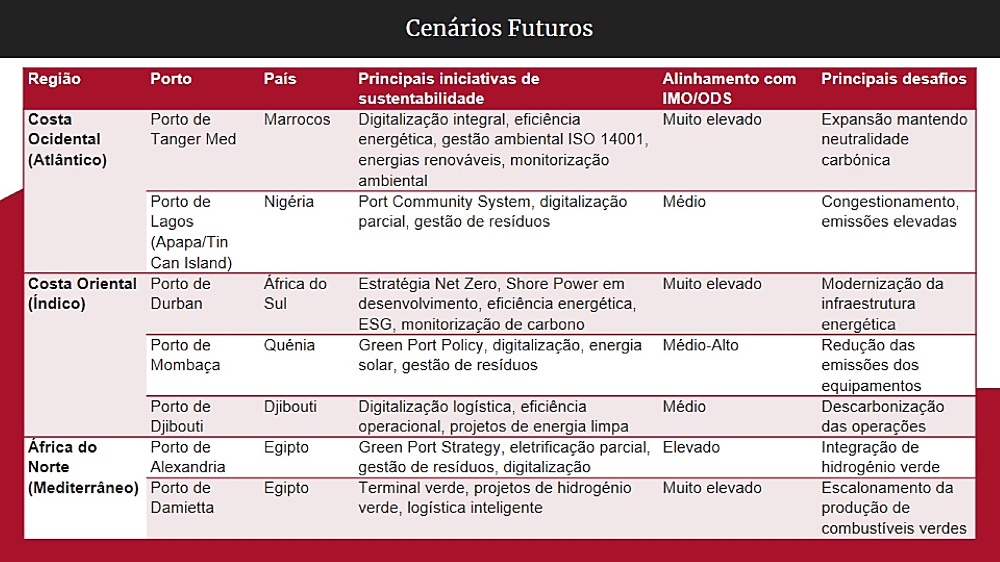 Cenários Futuros
Região Porto País Principais iniciativas de sustentabilidade Alinhamento com IMO/ODS Principais desafios
Costa Ocidental (Atlântico)
Porto de Tanger Med Marrocos Digitalização integral, eficiência energética, gestão ambiental ISO 14001, energias renováveis, monitorização ambiental Muito elevado Expansão mantendo neutralidade carbónica
Porto de Lagos (Apapa/Tin Can Island) Nigéria Port Community System, digitalização parcial, gestão de resíduos Médio Congestionamento, emissões elevadas
Costa Oriental (Índico)
Porto de Durban África do Sul Estratégia Net Zero, Shore Power em desenvolvimento, eficiência energética, ESG, monitorização de carbono Muito elevado Modernização da infraestrutura energética
Porto de Mombaça Quénia Green Port Policy, digitalização, energia solar, gestão de resíduos Médio-Alto Redução das emissões dos equipamentos
Porto de Djibouti Djibouti Digitalização logística, eficiência operacional, projetos de energia limpa Médio Descarbonização das operações
África do Norte (Mediterrâneo)
Porto de Alexandria Egipto Green Port Strategy, eletrificação parcial, gestão de resíduos, digitalização Elevado Integração de hidrogénio verde
Porto de Damietta Egipto Terminal verde, projetos de hidrogénio verde, logística inteligente Muito elevado Escalonamento da produção de combustíveis verdes